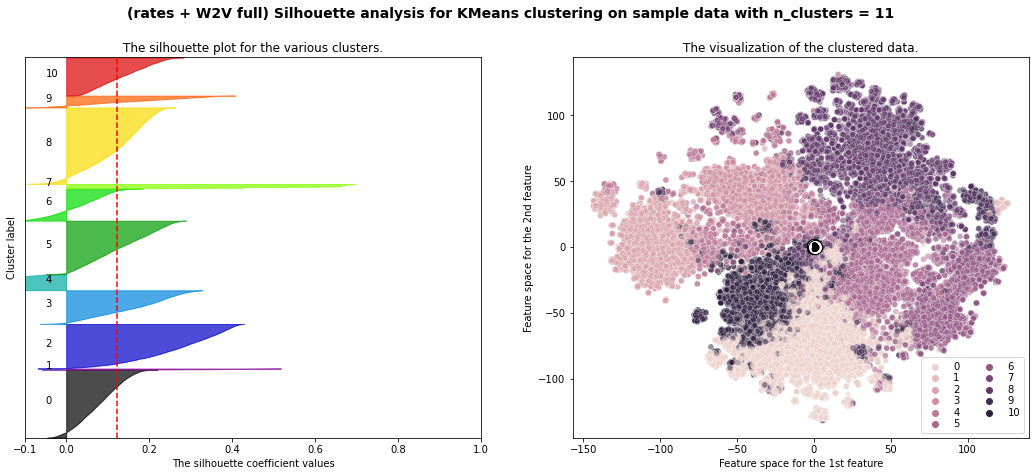 (rates + W2V full) Silhouette analysis for KMeans clustering on sample data with n_clusters = 11
The silhouette plot for the various clusters.
10
9
8
7
6
5
4
3
2
1
0
Cluster label
−0.1 0.0 0.2 0.4 0.6 0.8 1.0
The silhouette coefficient values
The visualization of the clustered data.
100
50
0
−50
−100
Feature space for the 2nd feature
−150 −100 −50 0 50 100
Feature space for the 1st feature
0 6
1 7
2 8
3 9
4 10
5